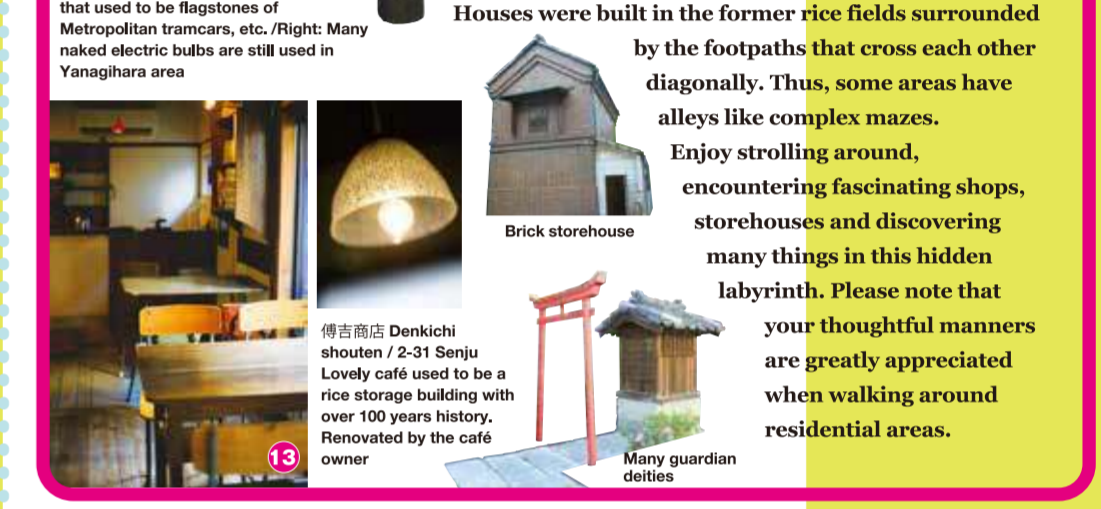 that used to be flagstones of
Metropolitan tramcars, etc. /Right: Many
naked electric bulbs are still used in
Yanagihara area
Houses were built in the former rice fields surrounded
by the footpaths that cross each other
diagonally. Thus, some areas have
alleys like complex mazes.
Enjoy strolling around,
encountering fascinating shops,
storehouses and discovering
many things in this hidden
labyrinth. Please note that
your thoughtful manners
are greatly appreciated
when walking around
residential areas.
Brick storehouse
傅吉商店 Denkichi
shouten / 2-31 Senju
Lovely café used to be a
rice storage building with
over 100 years history.
Renovated by the café
owner
13
Many guardian
deities